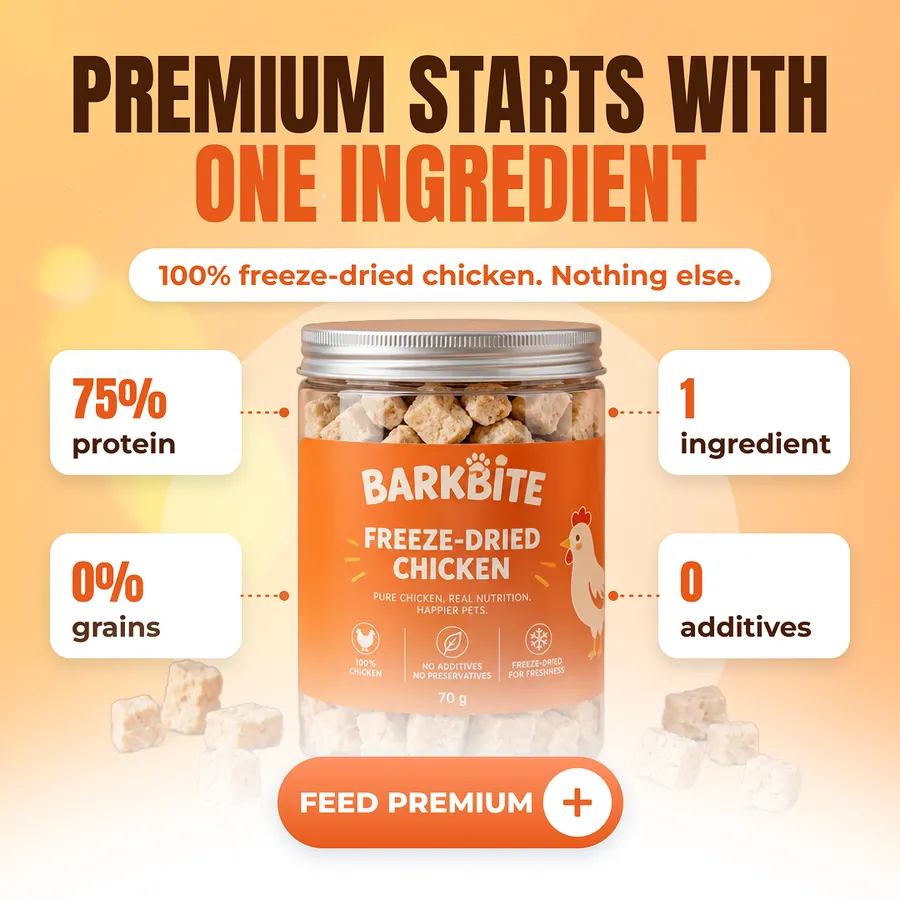 PREMIUM STARTS WITH
ONE INGREDIENT
100% freeze-dried chicken. Nothing else.
75%
protein
1
ingredient
0%
grains
0
additives
BARKBITE
FREEZE-DRIED
CHICKEN
PURE CHICKEN. REAL NUTRITION.
HAPPIER PETS.
100%
CHICKEN
NO ADDITIVES
NO PRESERVATIVES
FREEZE-DRIED
FOR FRESHNESS
70 g
FEED PREMIUM +